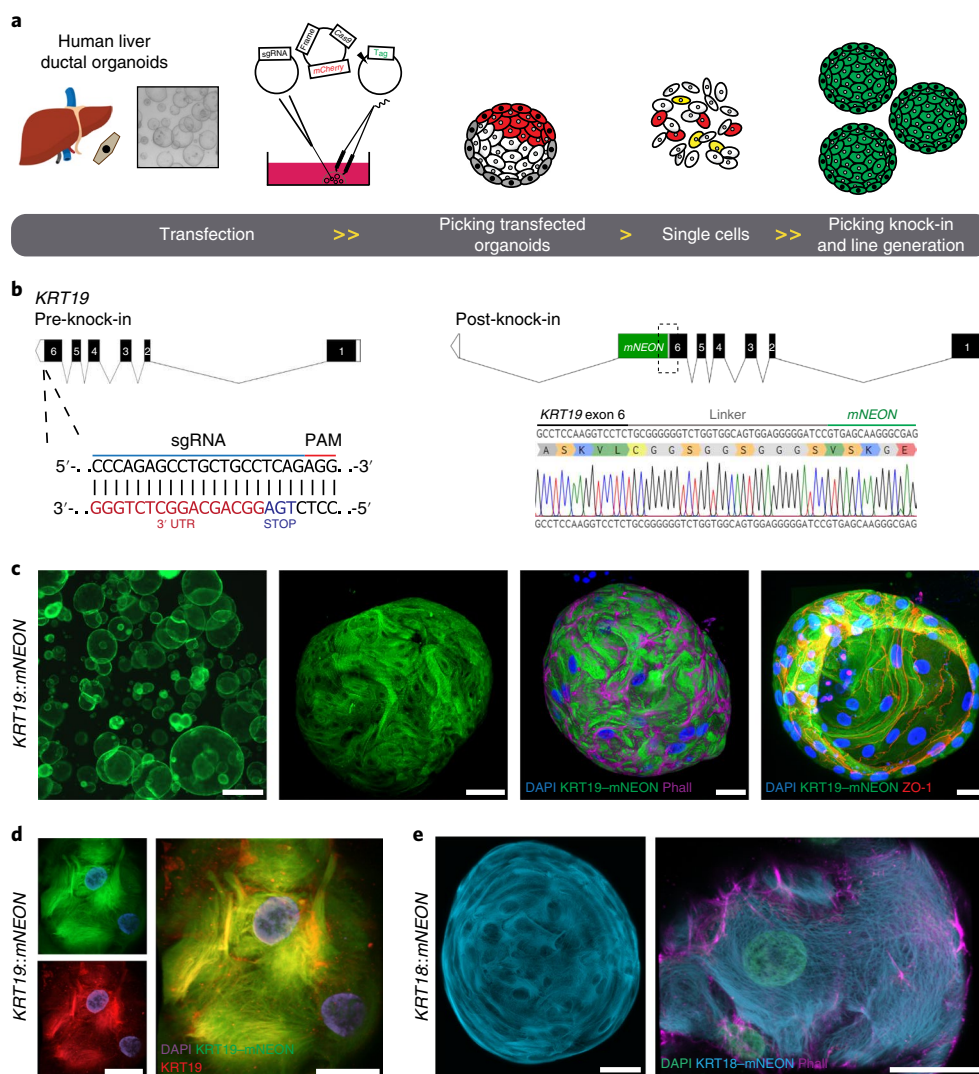 a
Human liver
ductal organoids
sgRNA
Frame
Cas9
mCherry
Tag
Transfection >> Picking transfected
organoids > Single cells >> Picking knock-in
and line generation
b
KRT19
Pre-knock-in
6 5 4 3 2 1
sgRNA PAM
5′-. .CCCAGAGCCTGCTGCCTCAGAGG. .-3′
3′-. .GGGTCTCGGACGACGGAGTCTCC. .-5′
3′ UTR STOP
Post-knock-in
mNEON 6 5 4 3 2 1
KRT19 exon 6 Linker mNEON
GCCTCCAAGGTCCTCTGCGGGGGGTCTGGTGGCAGTGGAGGGGGATCCGTGAGCAAGGGCGAG
A S K V L C G G S G G S G G G S V S K G E
GCCTCCAAGGTCCTCTGCGGGGGGTCTGGTGGCAGTGGAGGGGGATCCGTGAGCAAGGGCGAG
c
KRT19::mNEON
DAPI KRT19–mNEON Phall
DAPI KRT19–mNEON ZO-1
d
KRT19::mNEON
DAPI KRT19–mNEON
KRT19
e
KRT18::mNEON
DAPI KRT18–mNEON Phall